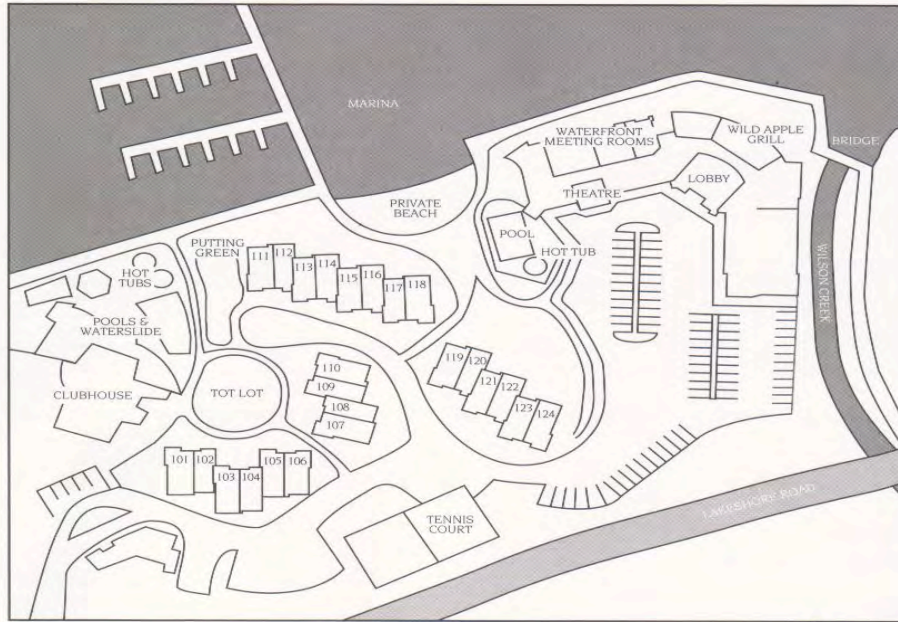 MARINA
WATERFRONT
MEETING ROOMS
WILD APPLE
GRILL
BRIDGE
LOBBY
THEATRE
PRIVATE
BEACH
POOL
HOT TUB
PUTTING
GREEN
111
112
113
114
115
116
117
118
HOT
TUBS
WILSON CREEK
POOLS &
WATERSLIDE
119
120
121
122
123
124
110
109
108
107
CLUBHOUSE
TOT LOT
101
102
103
104
105
106
TENNIS
COURT
LAKESHORE ROAD